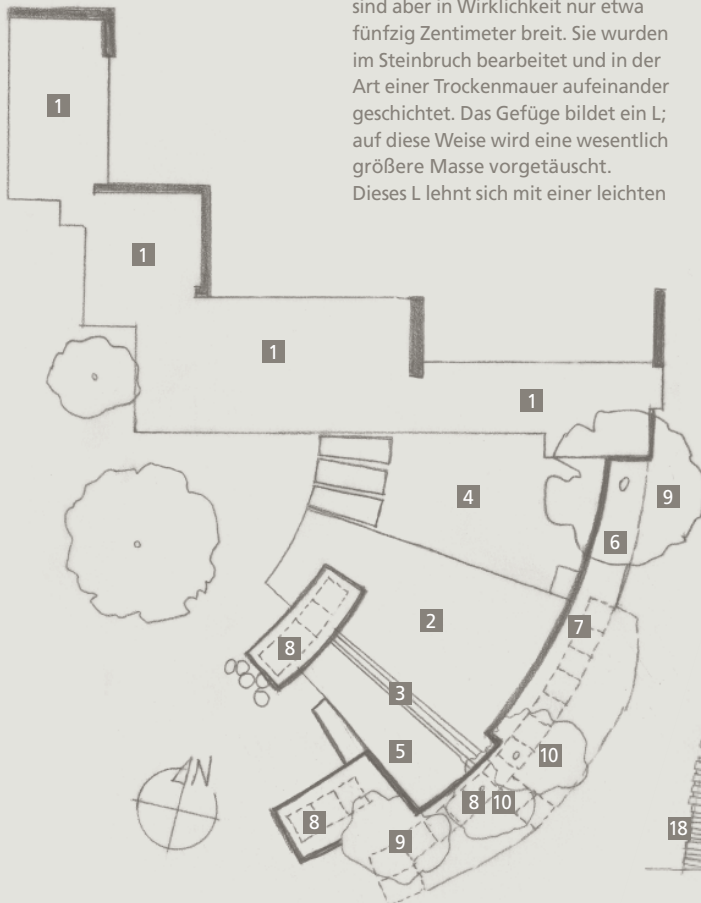 sind aber in Wirklichkeit nur etwa
fünfzig Zentimeter breit. Sie wurden
im Steinbruch bearbeitet und in der
Art einer Trockenmauer aufeinander
geschichtet. Das Gefüge bildet ein L;
auf diese Weise wird eine wesentlich
größere Masse vorgetäuscht.
Dieses L lehnt sich mit einer leichten
1
1
1
1
4
9
6
2
7
8
3
5
10
8
10
8
9
18
N